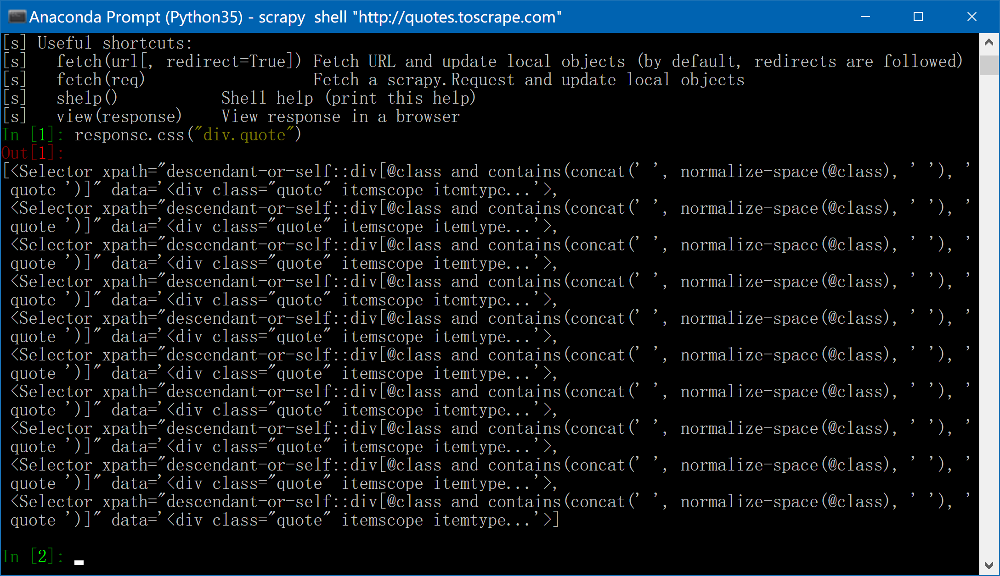 Anaconda Prompt (Python35) - scrapy  shell "http://quotes.toscrape.com"
[s] Useful shortcuts:
[s]   fetch(url[, redirect=True]) Fetch URL and update local objects (by default, redirects are followed)
[s]   fetch(req)                  Fetch a scrapy.Request and update local objects
[s]   shelp()           Shell help (print this help)
[s]   view(response)    View response in a browser
In [1]: response.css("div.quote")
Out[1]:
[<Selector xpath="descendant-or-self::div[@class and contains(concat(' ', normalize-space(@class), ' '), '
 quote ')]" data='<div class="quote" itemscope itemtype...'>,
 <Selector xpath="descendant-or-self::div[@class and contains(concat(' ', normalize-space(@class), ' '), '
 quote ')]" data='<div class="quote" itemscope itemtype...'>,
 <Selector xpath="descendant-or-self::div[@class and contains(concat(' ', normalize-space(@class), ' '), '
 quote ')]" data='<div class="quote" itemscope itemtype...'>,
 <Selector xpath="descendant-or-self::div[@class and contains(concat(' ', normalize-space(@class), ' '), '
 quote ')]" data='<div class="quote" itemscope itemtype...'>,
 <Selector xpath="descendant-or-self::div[@class and contains(concat(' ', normalize-space(@class), ' '), '
 quote ')]" data='<div class="quote" itemscope itemtype...'>,
 <Selector xpath="descendant-or-self::div[@class and contains(concat(' ', normalize-space(@class), ' '), '
 quote ')]" data='<div class="quote" itemscope itemtype...'>,
 <Selector xpath="descendant-or-self::div[@class and contains(concat(' ', normalize-space(@class), ' '), '
 quote ')]" data='<div class="quote" itemscope itemtype...'>,
 <Selector xpath="descendant-or-self::div[@class and contains(concat(' ', normalize-space(@class), ' '), '
 quote ')]" data='<div class="quote" itemscope itemtype...'>,
 <Selector xpath="descendant-or-self::div[@class and contains(concat(' ', normalize-space(@class), ' '), '
 quote ')]" data='<div class="quote" itemscope itemtype...'>,
 <Selector xpath="descendant-or-self::div[@class and contains(concat(' ', normalize-space(@class), ' '), '
 quote ')]" data='<div class="quote" itemscope itemtype...'>]
In [2]: